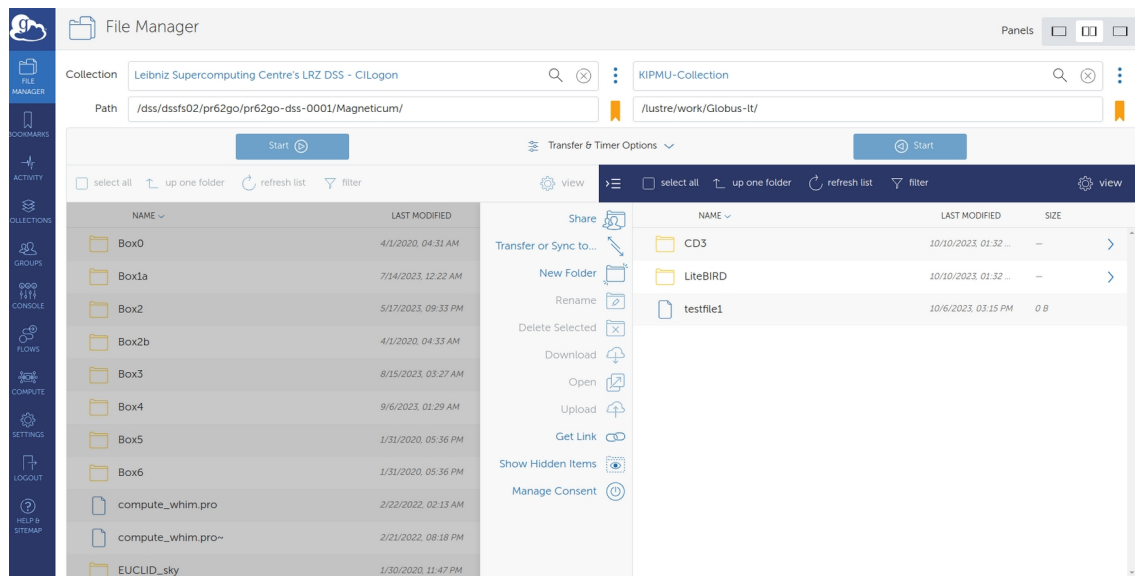 g
File Manager
Panels
FILE MANAGER
BOOKMARKS
ACTIVITY
COLLECTIONS
GROUPS
CONSOLE
FLOWS
COMPUTE
SETTINGS
LOGOUT
HELP & SITEMAP
Collection Leibniz Supercomputing Centre's LRZ DSS - CILogon
KIPMU-Collection
Path /dss/dssfs02/pr62go/pr62go-dss-0001/Magneticum/
/lustre/work/Globus-lt/
Start
Transfer & Timer Options
Start
select all up one folder refresh list filter view
select all up one folder refresh list filter view
NAME LAST MODIFIED
Box0 4/1/2020, 04:31 AM
Box1a 7/14/2023, 12:22 AM
Box2 5/17/2023, 09:33 PM
Box2b 4/1/2020, 04:33 AM
Box3 8/15/2023, 03:27 AM
Box4 9/6/2023, 01:29 AM
Box5 1/31/2020, 05:36 PM
Box6 1/31/2020, 05:36 PM
compute_whim.pro 2/22/2022, 02:13 AM
compute_whim.pro~ 2/21/2022, 08:18 PM
EUCLID_sky 1/30/2020, 11:47 PM
Share
Transfer or Sync to...
New Folder
Rename
Delete Selected
Download
Open
Upload
Get Link
Show Hidden Items
Manage Consent
NAME LAST MODIFIED SIZE
CD3 10/10/2023, 01:32 ... –
LiteBIRD 10/10/2023, 01:32 ... –
testfile1 10/6/2023, 03:15 PM 0 B